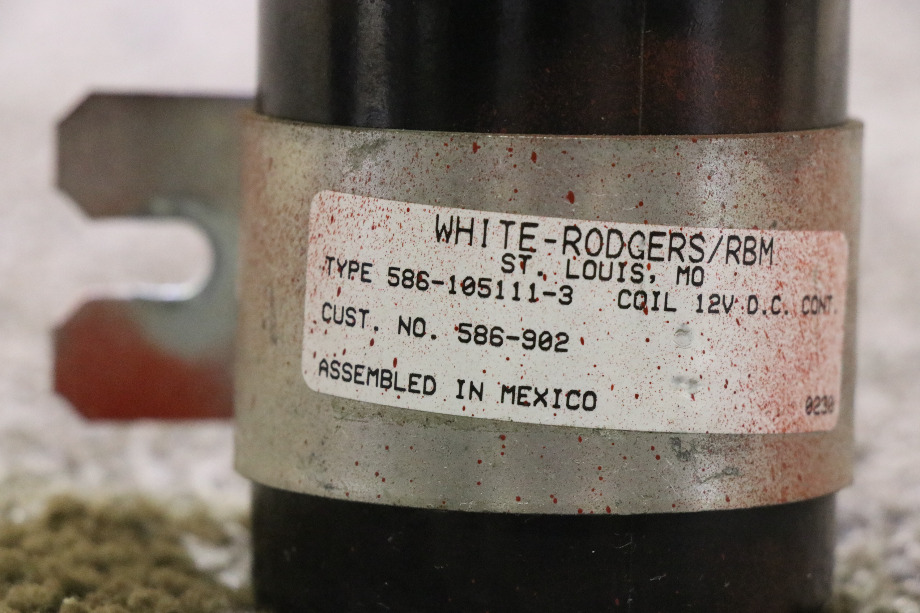 WHITE-RODGERS/RBM
ST. LOUIS, MO
TYPE 586-105111-3 COIL 12V D.C. CONT
CUST. NO. 586-902
ASSEMBLED IN MEXICO
0230